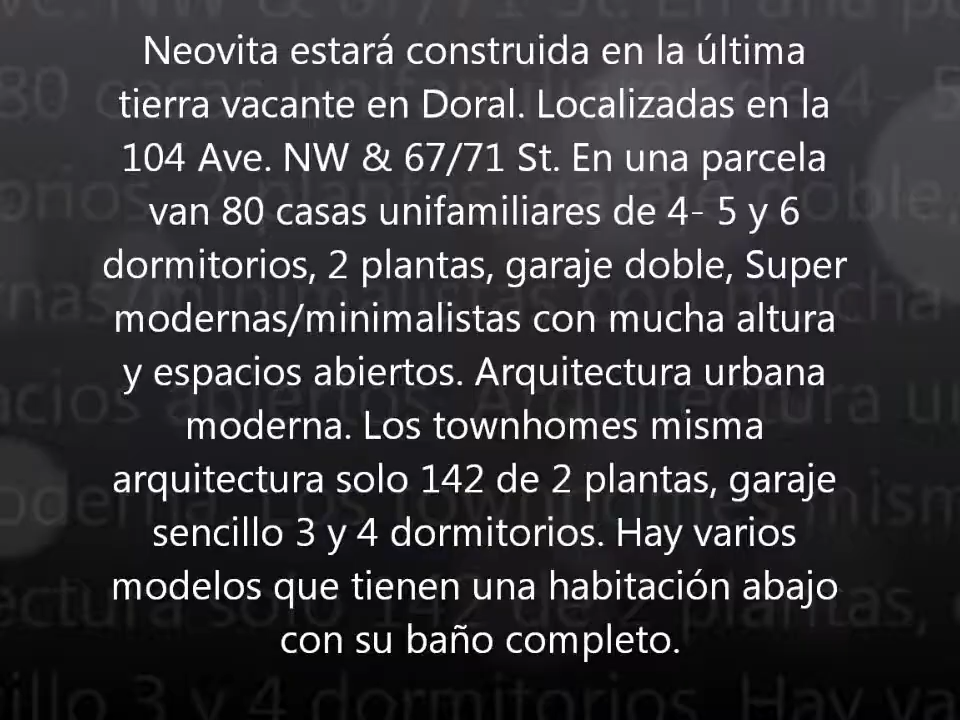 Neovita estará construida en la última
tierra vacante en Doral. Localizadas en la
104 Ave. NW & 67/71 St. En una parcela
van 80 casas unifamiliares de 4- 5 y 6
dormitorios, 2 plantas, garaje doble, Super
modernas/minimalistas con mucha altura
y espacios abiertos. Arquitectura urbana
moderna. Los townhomes misma
arquitectura solo 142 de 2 plantas, garaje
sencillo 3 y 4 dormitorios. Hay varios
modelos que tienen una habitación abajo
con su baño completo.